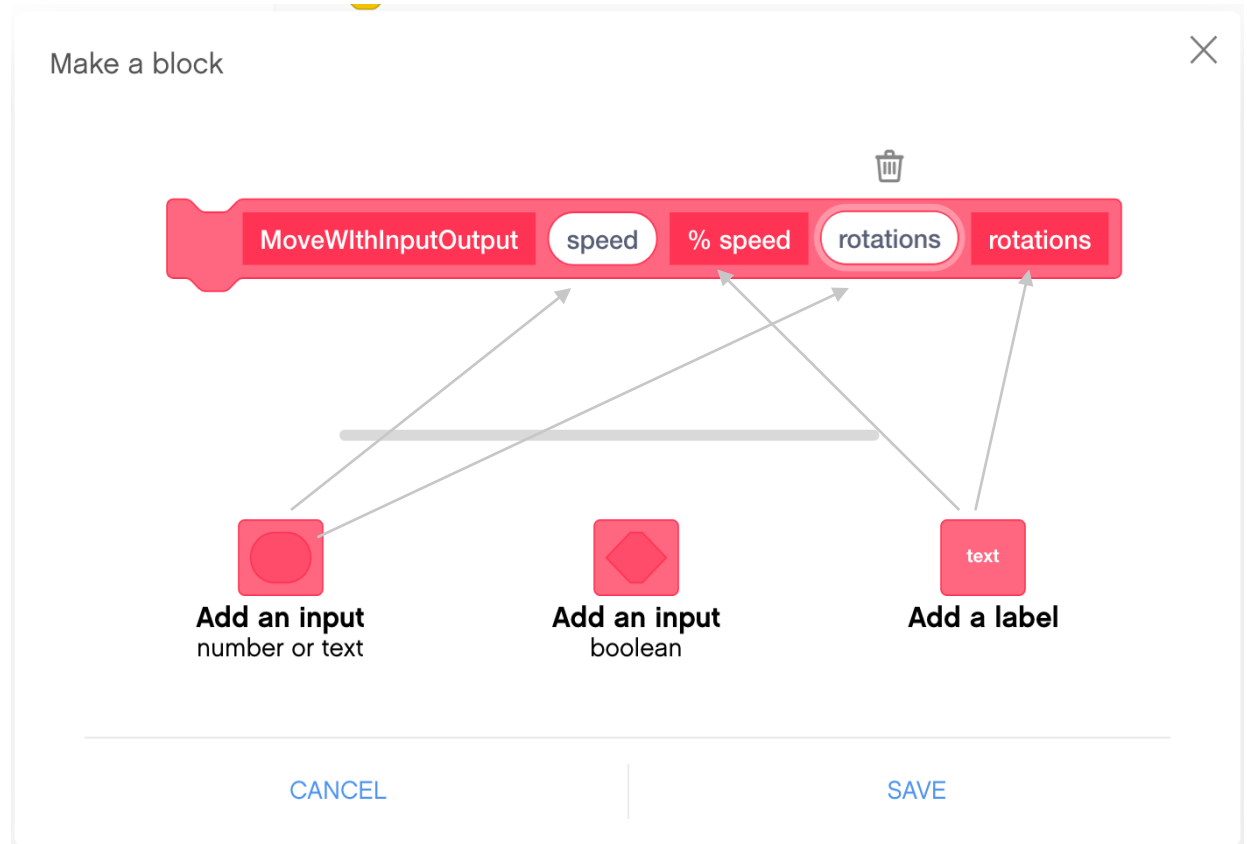 Make a block
MoveWIthInputOutput speed % speed rotations rotations
text
Add an input Add an input Add a label
number or text boolean
CANCEL SAVE